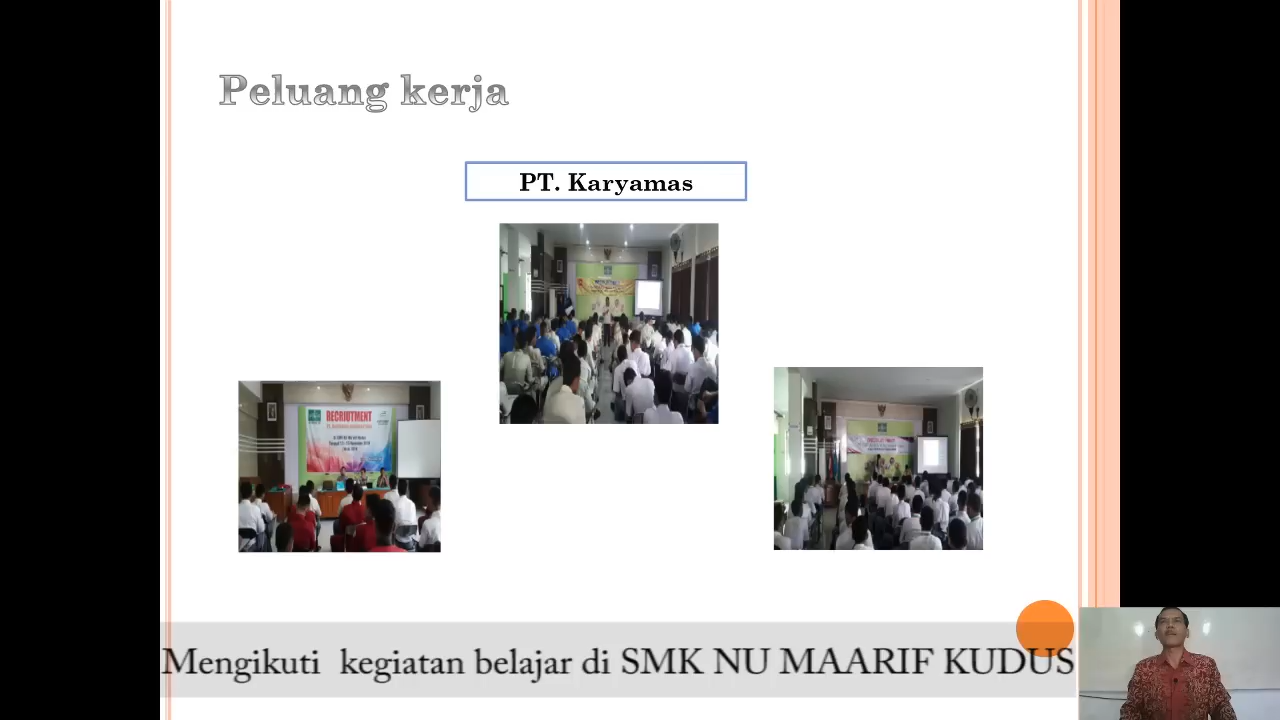 Peluang kerja
PT. Karyamas
RECRUITMENT
Mengikuti kegiatan belajar di SMK NU MAARIF KUDUS